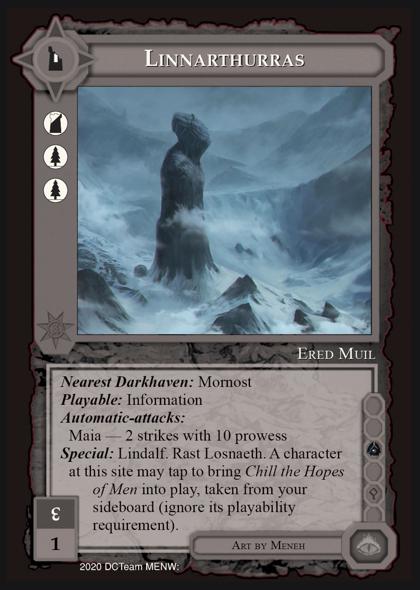 Linnarthurras
Ered Muil
Nearest Darkhaven: Mornost
Playable: Information
Automatic-attacks:
Maia — 2 strikes with 10 prowess
Special: Lindalf. Rast Losnaeth. A character
at this site may tap to bring Chill the Hopes
of Men into play, taken from your
sideboard (ignore its playability
requirement).
ε
1
Art by Meneh
2020 DCTeam MENW: